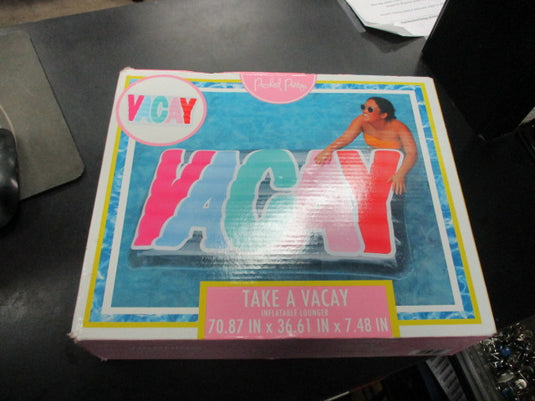 Packed Party
VACAY
VACAY
TAKE A VACAY
INFLATABLE LOUNGER
70.87 IN x 36.61 IN x 7.48 IN